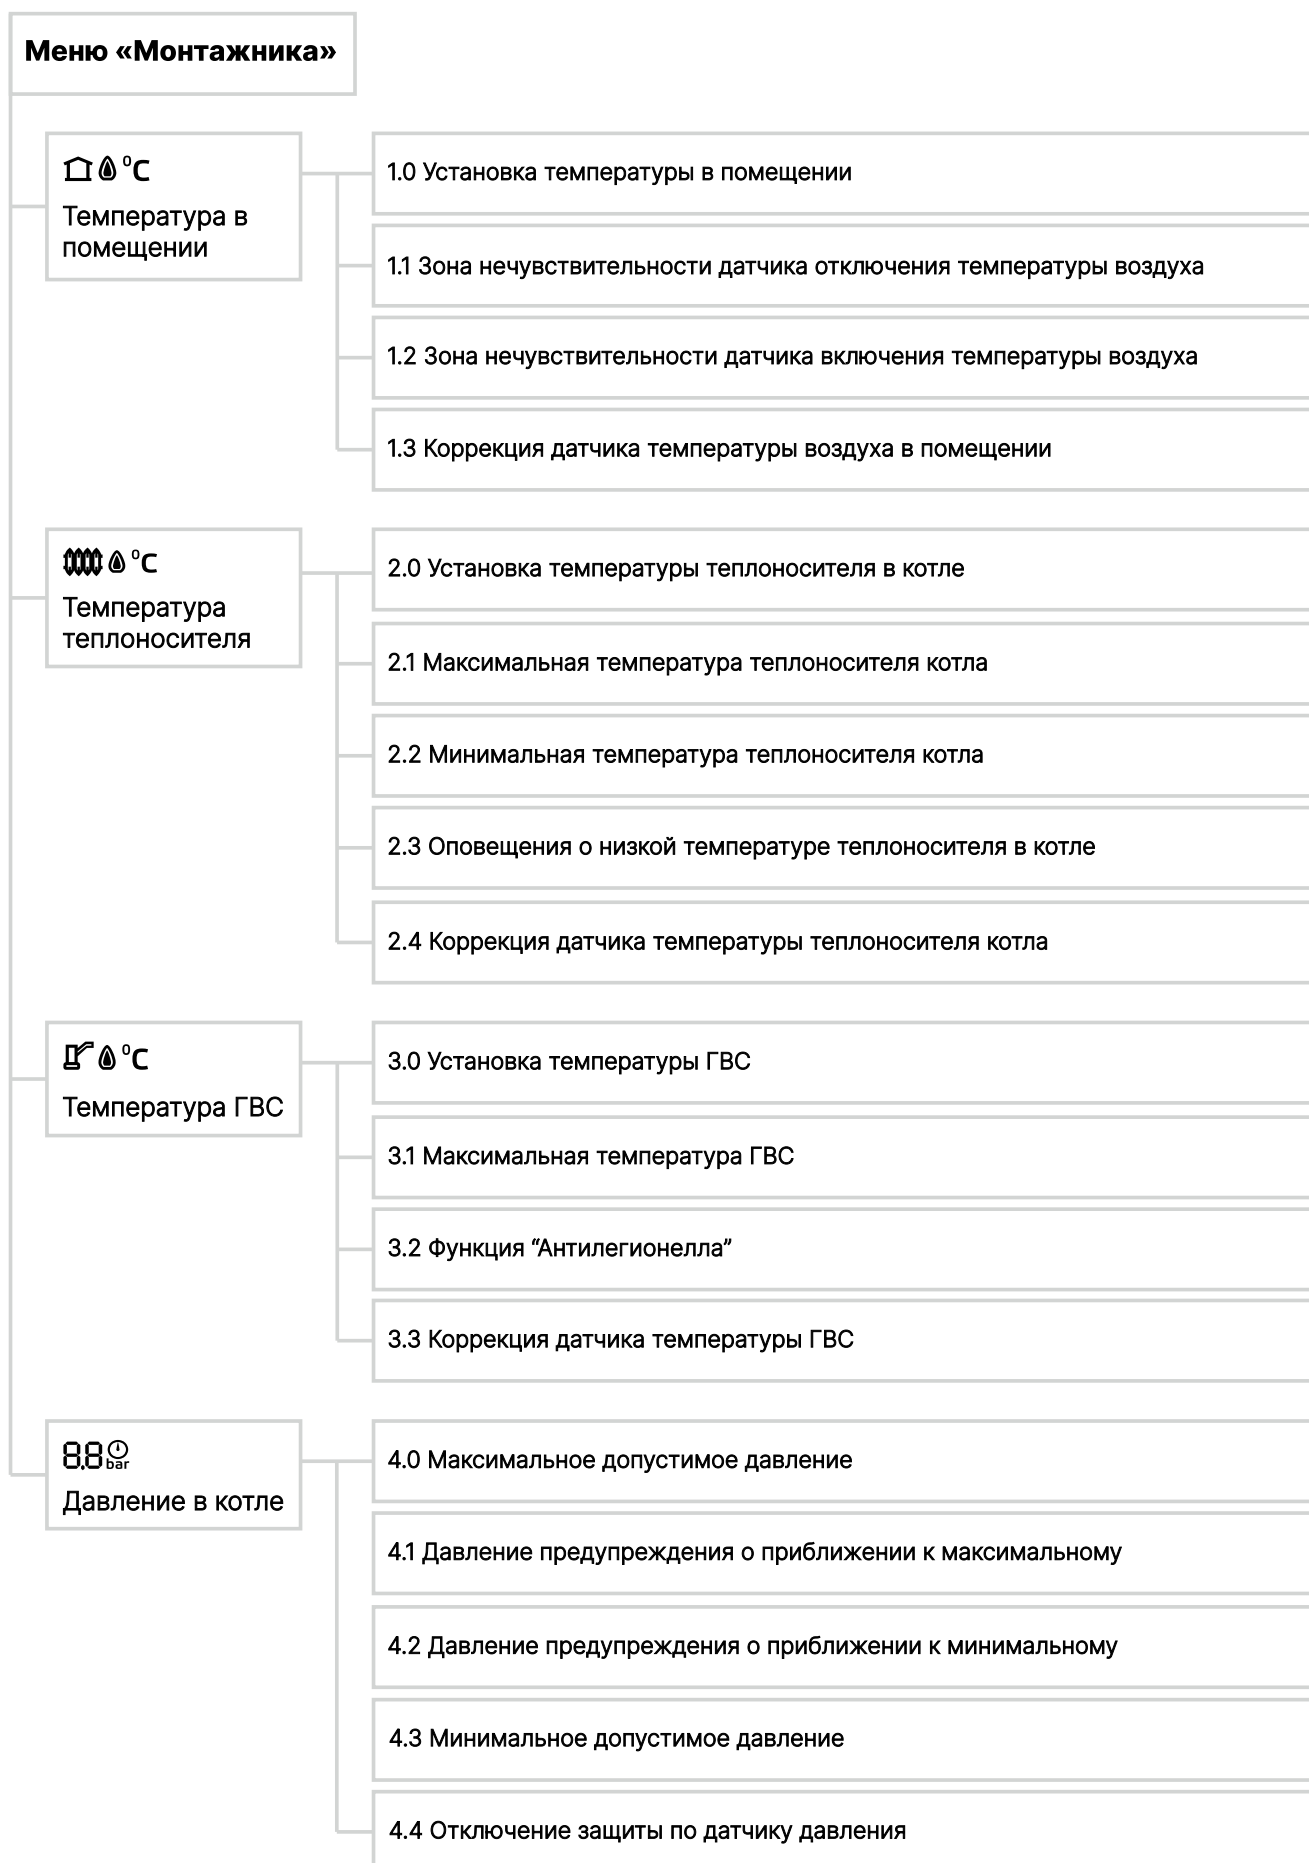 Меню «Монтажника»
⁰C
Температура в
помещении
1.0 Установка температуры в помещении
1.1 Зона нечувствительности датчика отключения температуры воздуха
1.2 Зона нечувствительности датчика включения температуры воздуха
1.3 Коррекция датчика температуры воздуха в помещении
⁰C
Температура
теплоносителя
2.0 Установка температуры теплоносителя в котле
2.1 Максимальная температура теплоносителя котла
2.2 Минимальная температура теплоносителя котла
2.3 Оповещения о низкой температуре теплоносителя в котле
2.4 Коррекция датчика температуры теплоносителя котла
⁰C
Температура ГВС
3.0 Установка температуры ГВС
3.1 Максимальная температура ГВС
3.2 Функция “Антилегионелла”
3.3 Коррекция датчика температуры ГВС
8.8 bar
Давление в котле
4.0 Максимальное допустимое давление
4.1 Давление предупреждения о приближении к максимальному
4.2 Давление предупреждения о приближении к минимальному
4.3 Минимальное допустимое давление
4.4 Отключение защиты по датчику давления